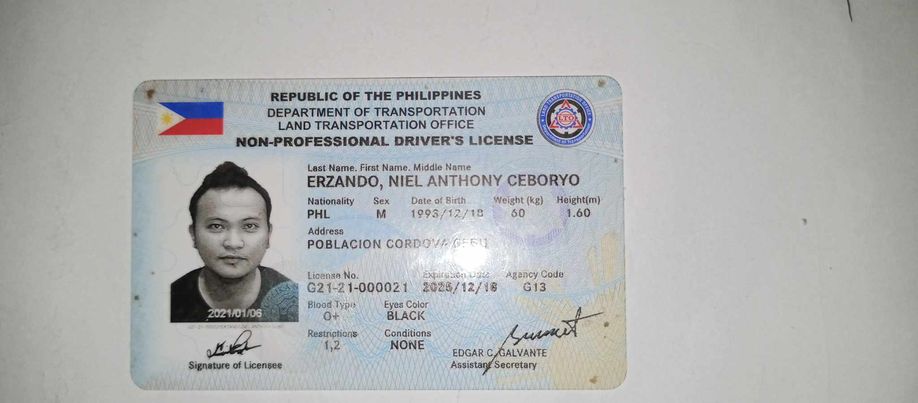 REPUBLIC OF THE PHILIPPINES
DEPARTMENT OF TRANSPORTATION
LAND TRANSPORTATION OFFICE
NON-PROFESSIONAL DRIVER'S LICENSE
LTO
Last Name, First Name, Middle Name
ERZANDO, NIEL ANTHONY CEBORYO
Nationality Sex Date of Birth Weight (kg) Height(m)
PHL M 1993/12/18 60 1.60
Address
POBLACION CORDOVA CEBU
License No. Expiration Date Agency Code
G21-21-000021 2025/12/18 G13
2021/01/06
Blood Type Eyes Color
O+ BLACK
Restrictions Conditions
1,2 NONE
Signature of Licensee
EDGAR C. GALVANTE
Assistant Secretary